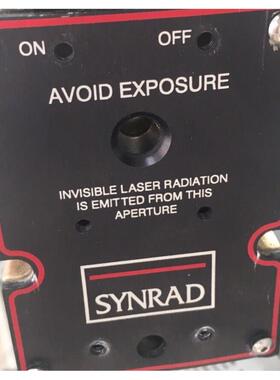 ON OFF
AVOID EXPOSURE
INVISIBLE LASER RADIATION
IS EMITTED FROM THIS
APERTURE
SYNRAD